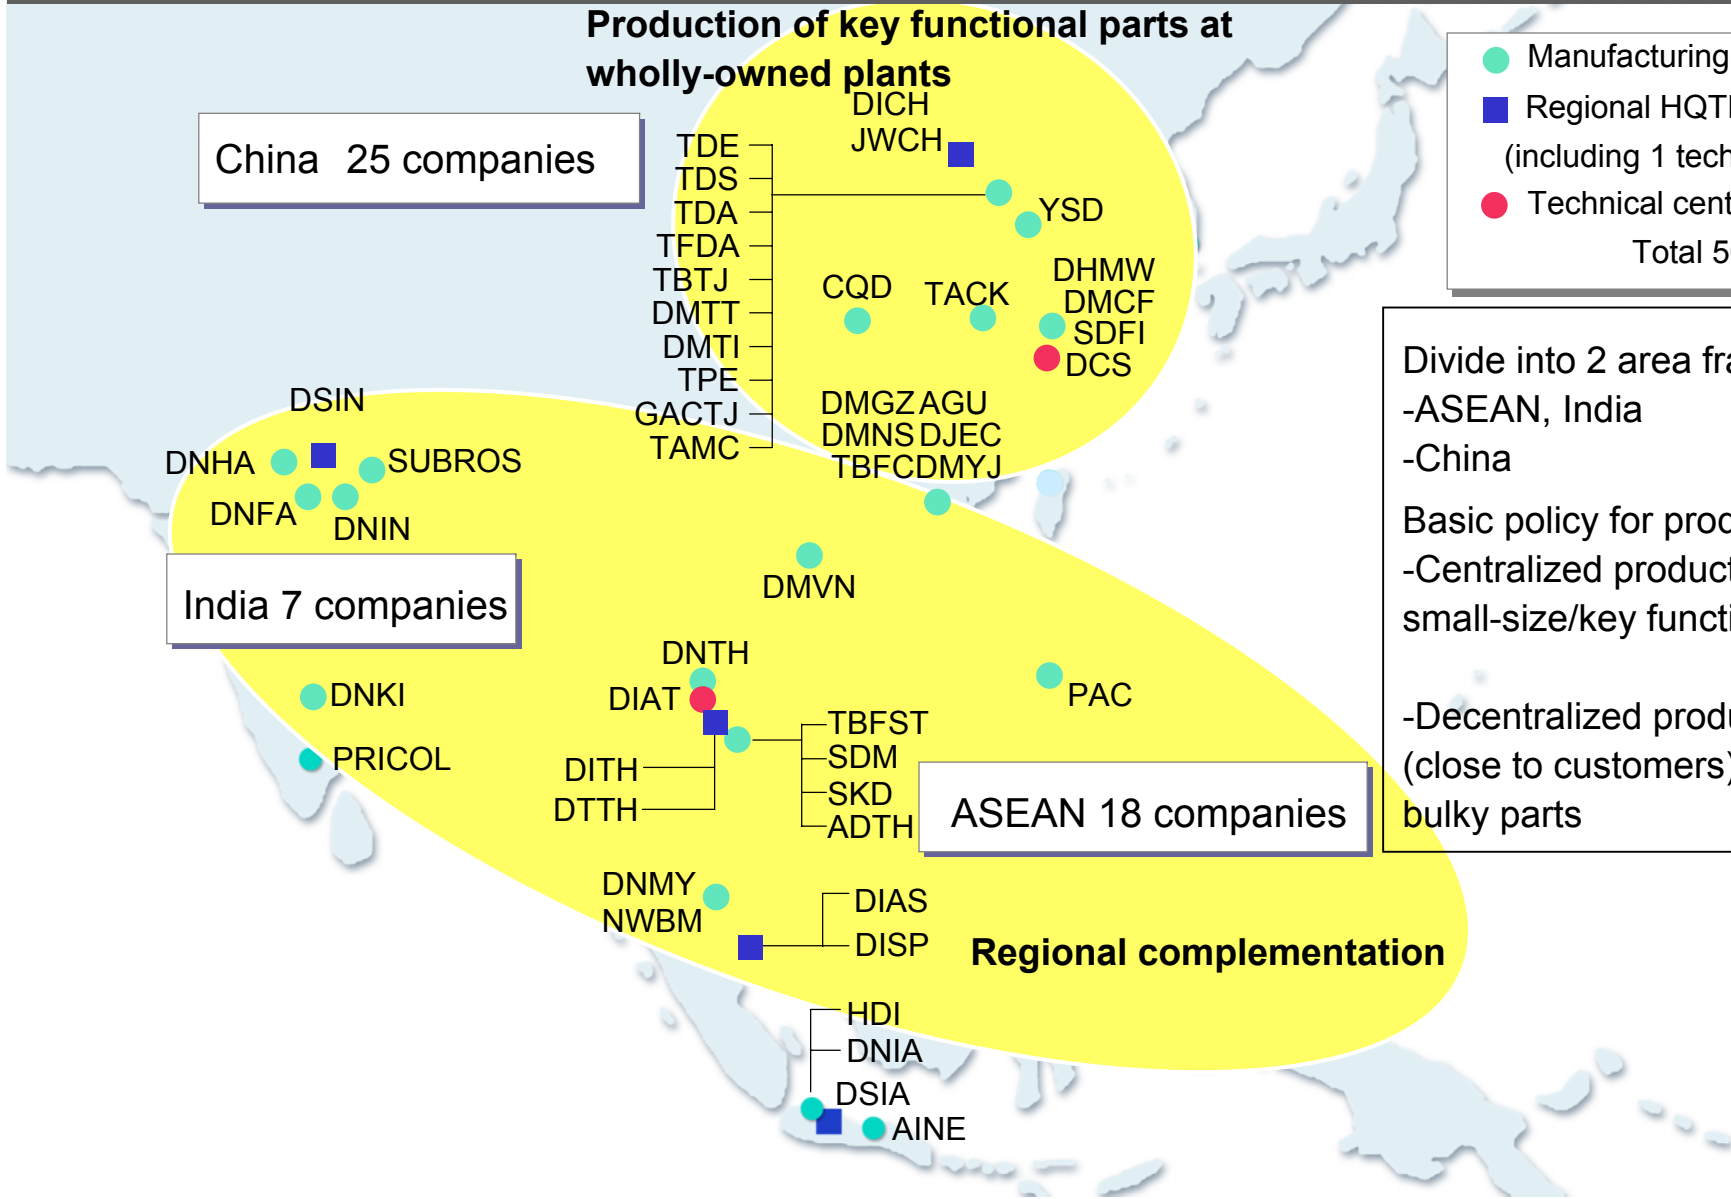 Production of key functional parts at
wholly-owned plants
Manufacturing
Regional HQT
(including 1 tech
Technical cent
Total 5
China 25 companies
DICH
JWCH
TDE
TDS
TDA
TFDA
TBTJ
DMTT
DMTI
TPE
GACTJ
TAMC
YSD
CQD
TACK
DHMW
DMCF
SDFI
DCS
DMGZ AGU
DMNS DJEC
TBFC DMYJ
Divide into 2 area fra
-ASEAN, India
-China
Basic policy for prod
-Centralized product
small-size/key functi
-Decentralized produ
(close to customers)
bulky parts
DSIN
DNHA
SUBROS
DNFA
DNIN
India 7 companies
DMVN
DNKI
PRICOL
DNTH
DIAT
DITH
DTTH
TBFST
SDM
SKD
ADTH
PAC
ASEAN 18 companies
DNMY
NWBM
DIAS
DISP
Regional complementation
HDI
DNIA
DSIA
AINE